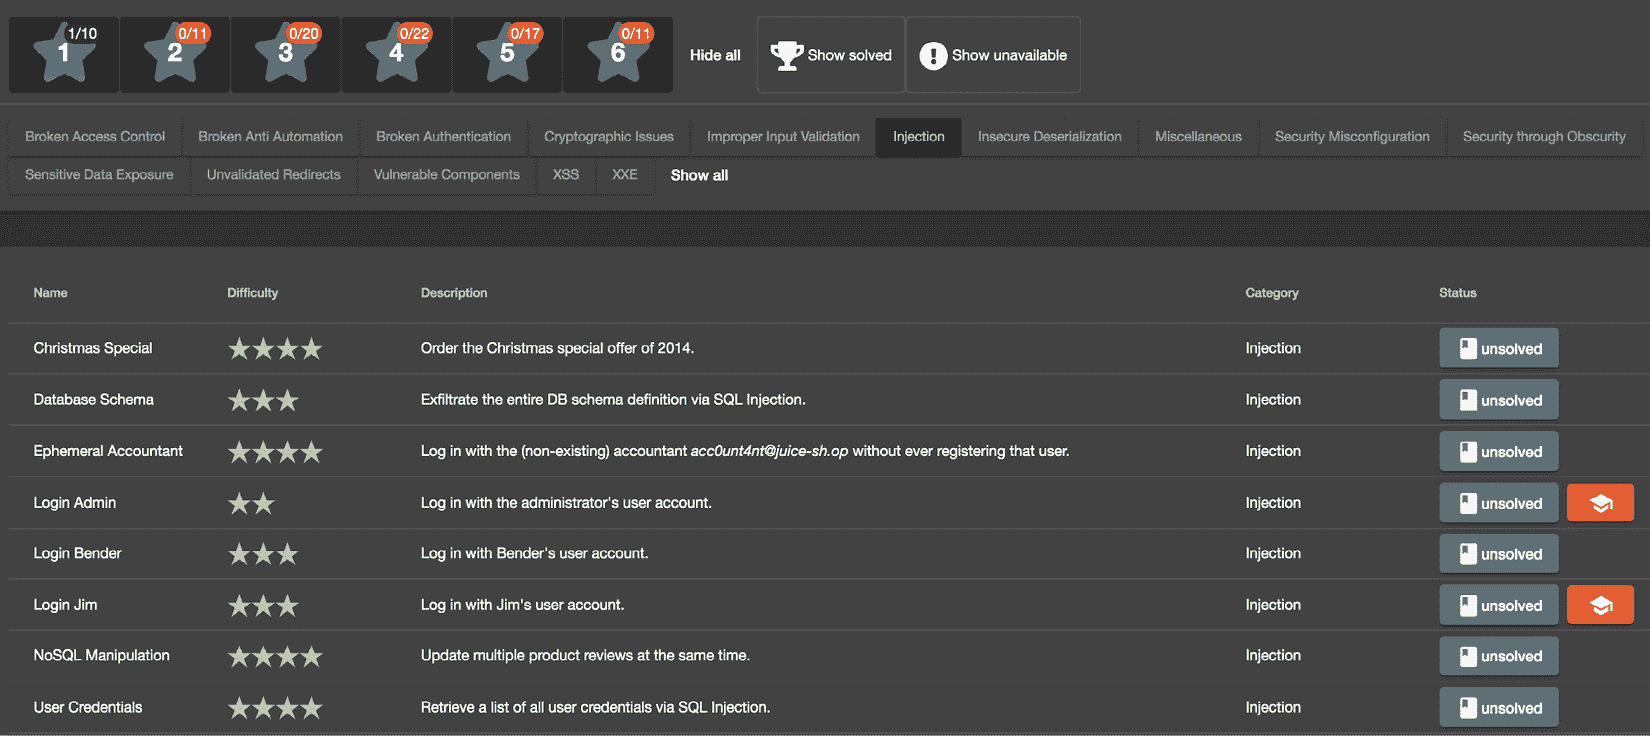 1/10 0/11 0/20 0/22 0/17 0/11
1 2 3 4 5 6 Hide all Show solved Show unavailable
Broken Access Control Broken Anti Automation Broken Authentication Cryptographic Issues Improper Input Validation Injection Insecure Deserialization Miscellaneous Security Misconfiguration Security through Obscurity
Sensitive Data Exposure Unvalidated Redirects Vulnerable Components XSS XXE Show all
Name Difficulty Description Category Status
Christmas Special Order the Christmas special offer of 2014. Injection unsolved
Database Schema Exfiltrate the entire DB schema definition via SQL Injection. Injection unsolved
Ephemeral Accountant Log in with the (non-existing) accountant acc0unt4nt@juice-sh.op without ever registering that user. Injection unsolved
Login Admin Log in with the administrator's user account. Injection unsolved
Login Bender Log in with Bender's user account. Injection unsolved
Login Jim Log in with Jim's user account. Injection unsolved
NoSQL Manipulation Update multiple product reviews at the same time. Injection unsolved
User Credentials Retrieve a list of all user credentials via SQL Injection. Injection unsolved